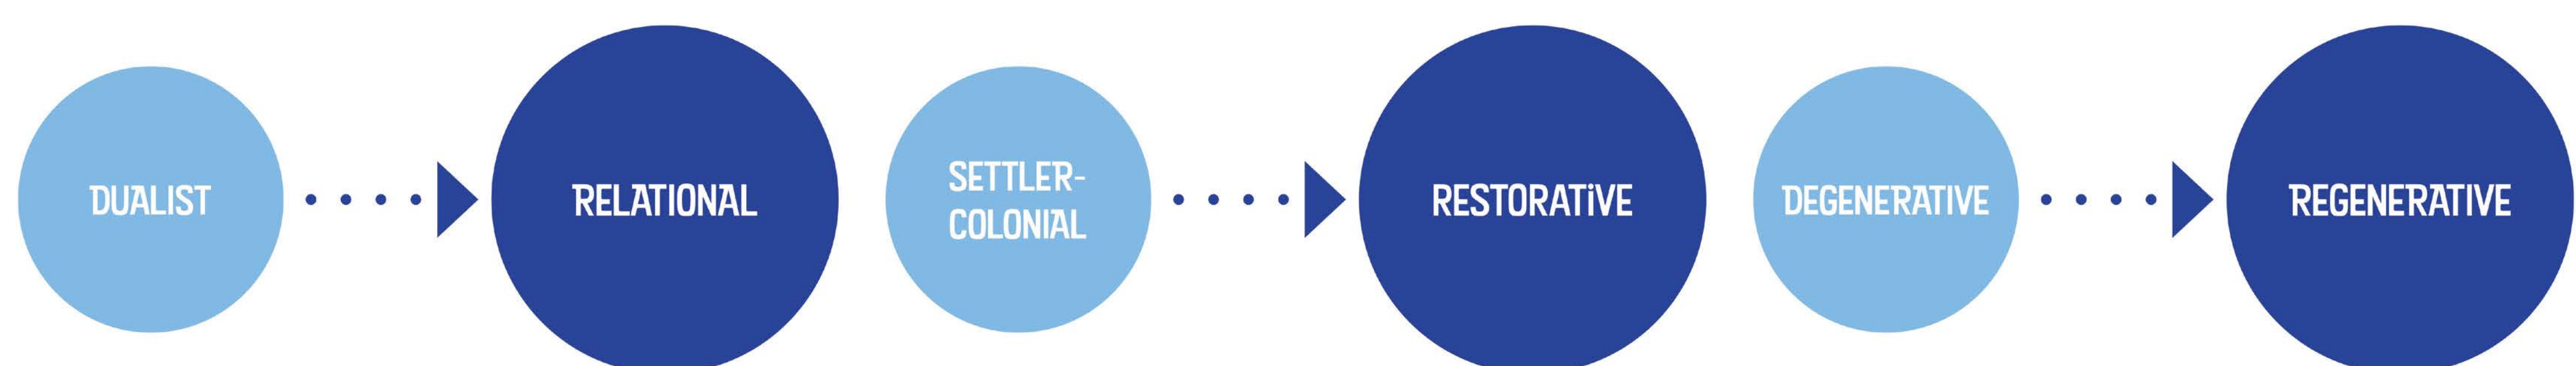 DUALIST
RELATIONAL
SETTLER-
COLONIAL
RESTORATiVE
DEGENERATIVE
REGENERATIVE